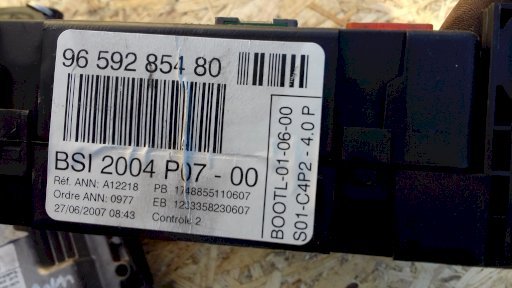 96 592 854 80
BSI 2004 P07 - 00
Réf. ANN: A12218 PB 1748855110607
Ordre ANN: 0977 EB 1233358230607
27/06/2007 08:43 Contrôle 2
BOOTL-01-06-00
S01-C4P2 - 4.0 P